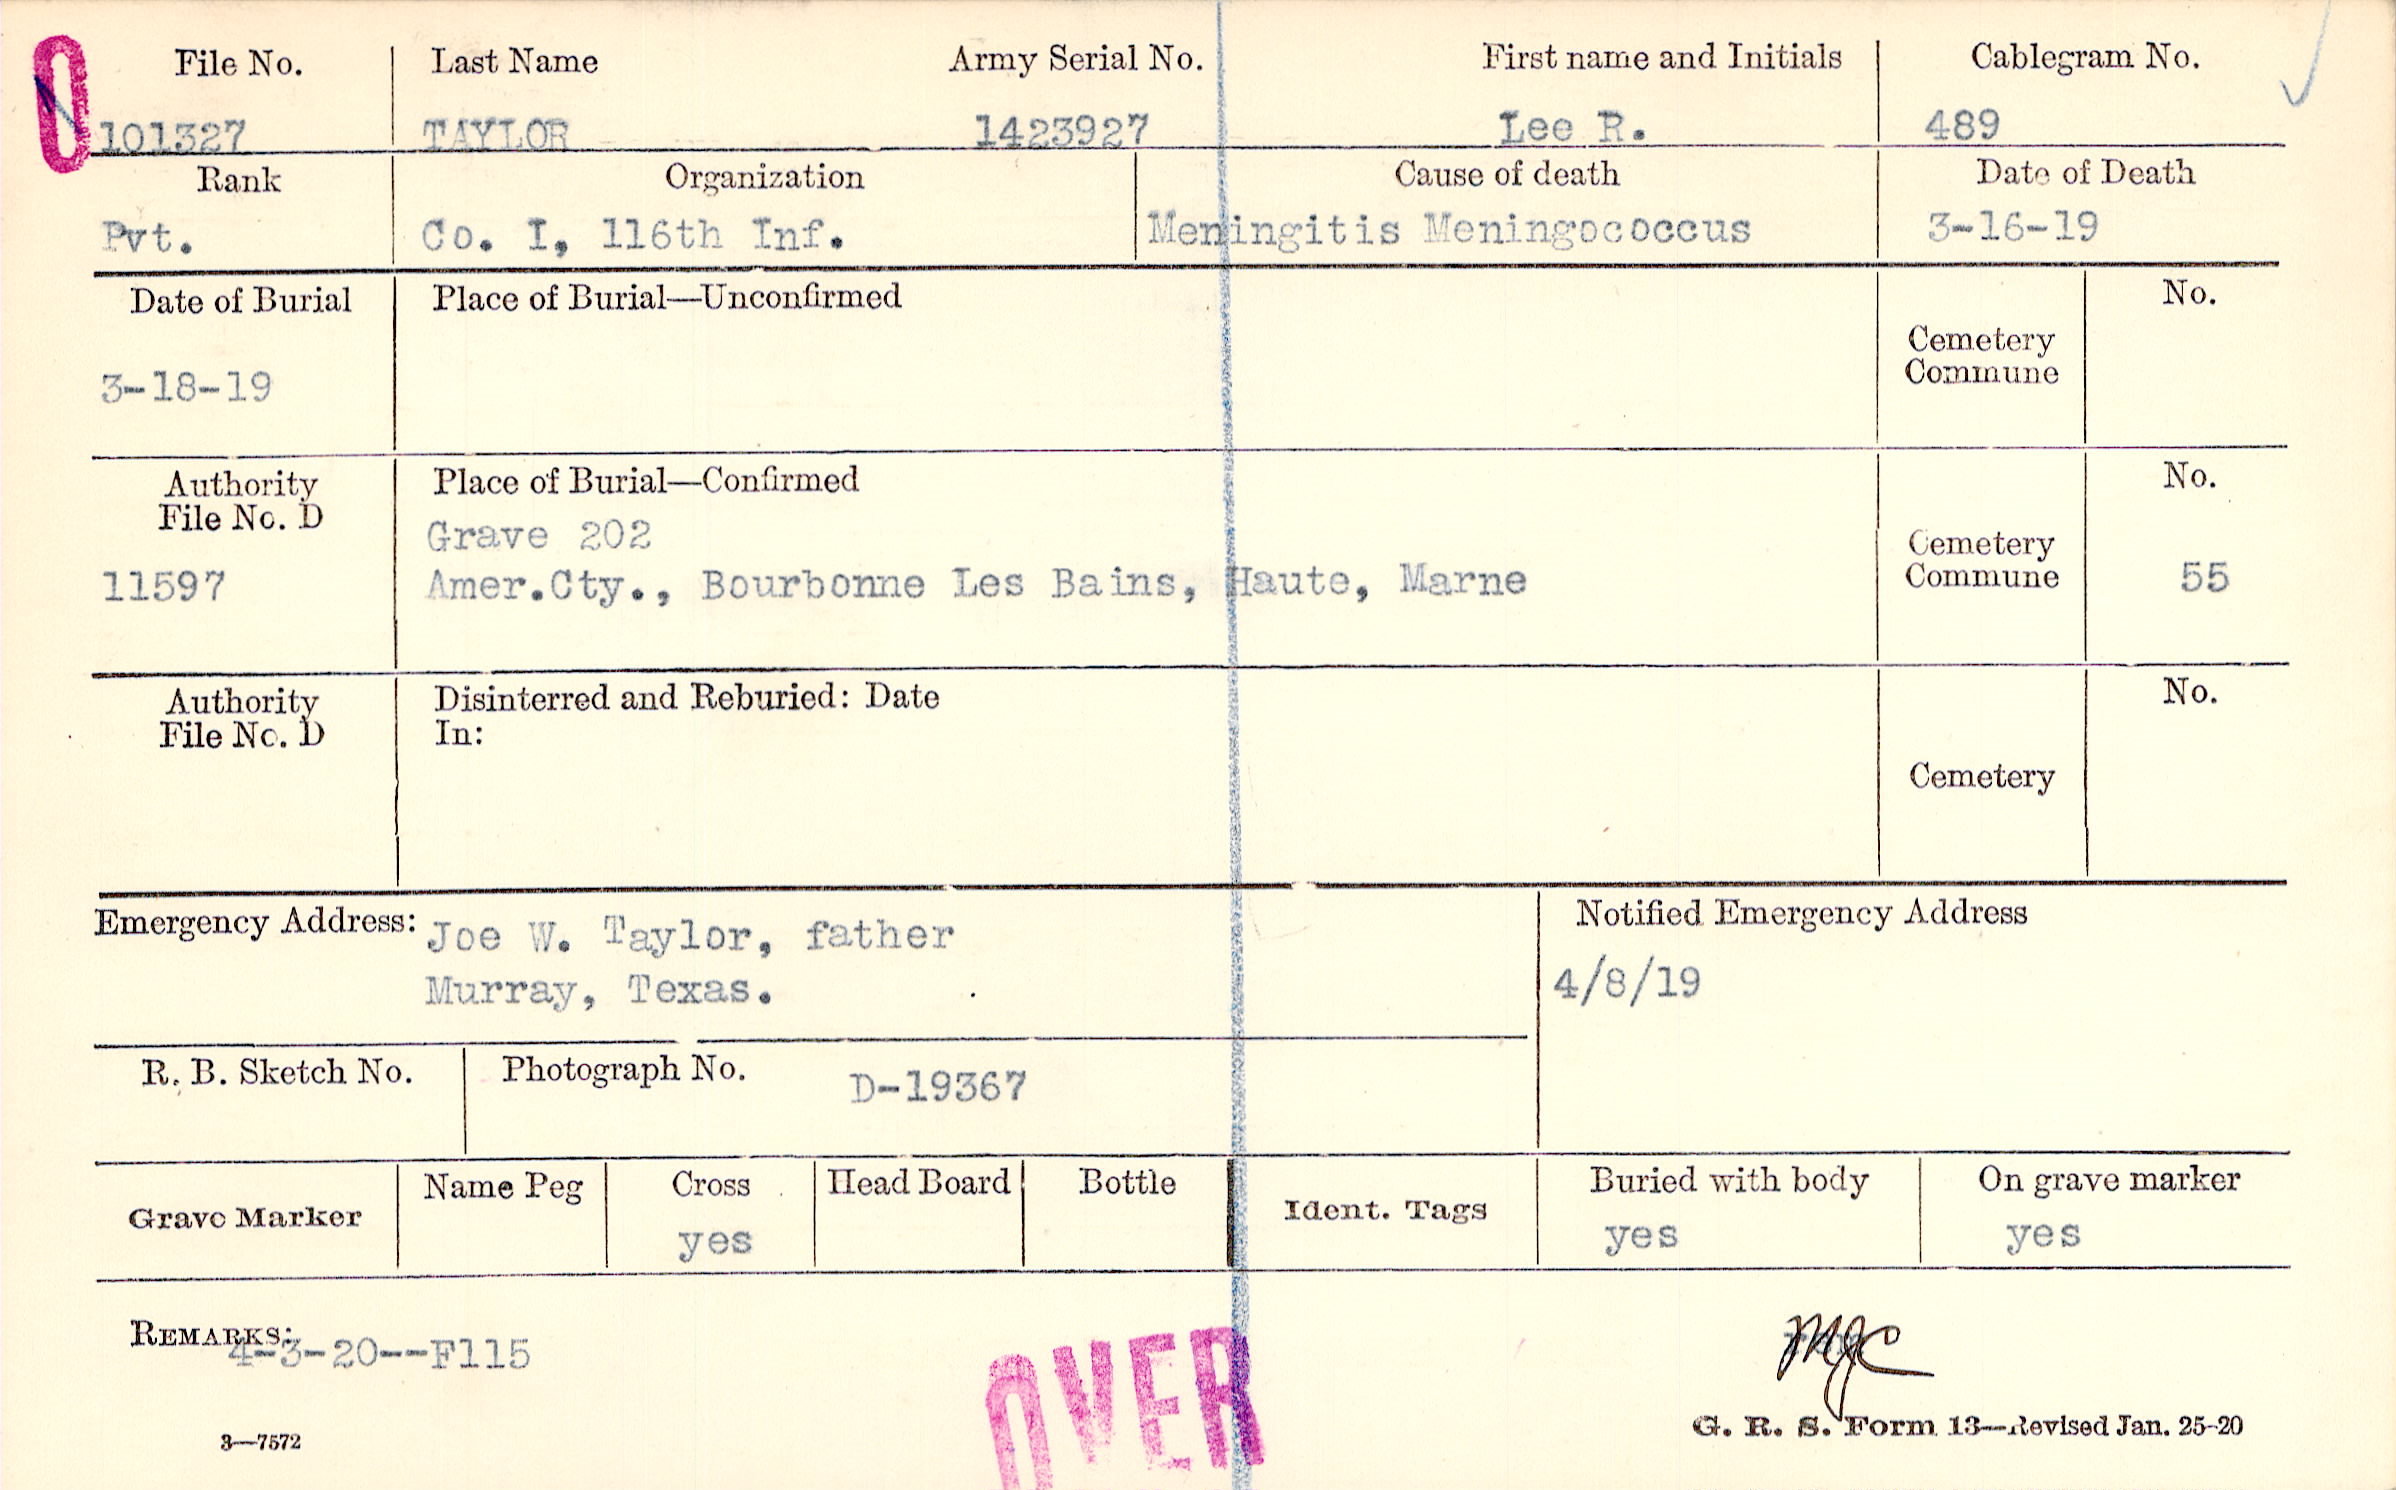 File No. Last Name Army Serial No. First name and Initials Cablegram No.
0 101327 TAYLOR 1423927 Lee R. 489
Rank Organization Cause of death Date of Death
Pvt. Co. I, 116th Inf. Meningitis Meningococcus 3-16-19
Date of Burial Place of Burial—Unconfirmed No.
Cemetery
Commune
3-18-19
Authority Place of Burial—Confirmed No.
File No. D
Grave 202
Cemetery
11597 Amer.Cty., Bourbonne Les Bains, Haute, Marne Commune 55
Authority Disinterred and Reburied: Date No.
File No. D In:
Cemetery
Emergency Address: Joe W. Taylor, father Notified Emergency Address
Murray, Texas. 4/8/19
R. B. Sketch No. Photograph No. D-19367
Grave Marker Name Peg Cross Head Board Bottle Ident. Tags Buried with body On grave marker
yes yes yes
REMARKS: 4-3-20--F115
MJC
OVER
3—7572 G. R. S. Form 13—Revised Jan. 25-20